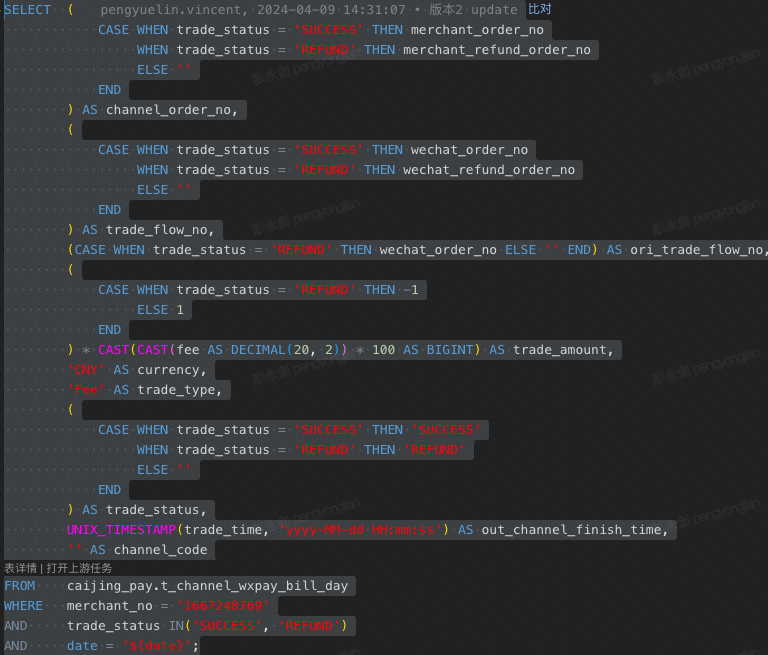 SELECT  (    pengyuelin.vincent, 2024-04-09 14:31:07 • 版本2 update 比对
            CASE WHEN trade_status = 'SUCCESS' THEN merchant_order_no
                 WHEN trade_status = 'REFUND' THEN merchant_refund_order_no
                 ELSE ''
            END
        ) AS channel_order_no,
        (
            CASE WHEN trade_status = 'SUCCESS' THEN wechat_order_no
                 WHEN trade_status = 'REFUND' THEN wechat_refund_order_no
                 ELSE ''
            END
        ) AS trade_flow_no,
        (CASE WHEN trade_status = 'REFUND' THEN wechat_order_no ELSE '' END) AS ori_trade_flow_no,
        (
            CASE WHEN trade_status = 'REFUND' THEN -1
                 ELSE 1
            END
        ) * CAST(CAST(fee AS DECIMAL(20, 2)) * 100 AS BIGINT) AS trade_amount,
        'CNY' AS currency,
        'Fee' AS trade_type,
        (
            CASE WHEN trade_status = 'SUCCESS' THEN 'SUCCESS'
                 WHEN trade_status = 'REFUND' THEN 'REFUND'
                 ELSE ''
            END
        ) AS trade_status,
        UNIX_TIMESTAMP(trade_time, 'yyyy-MM-dd HH:mm:ss') AS out_channel_finish_time,
        '' AS channel_code
表详情 | 打开上游任务
FROM    caijing_pay.t_channel_wxpay_bill_day
WHERE   merchant_no = '1667248769'
AND     trade_status IN('SUCCESS', 'REFUND')
AND     date = '${date}';